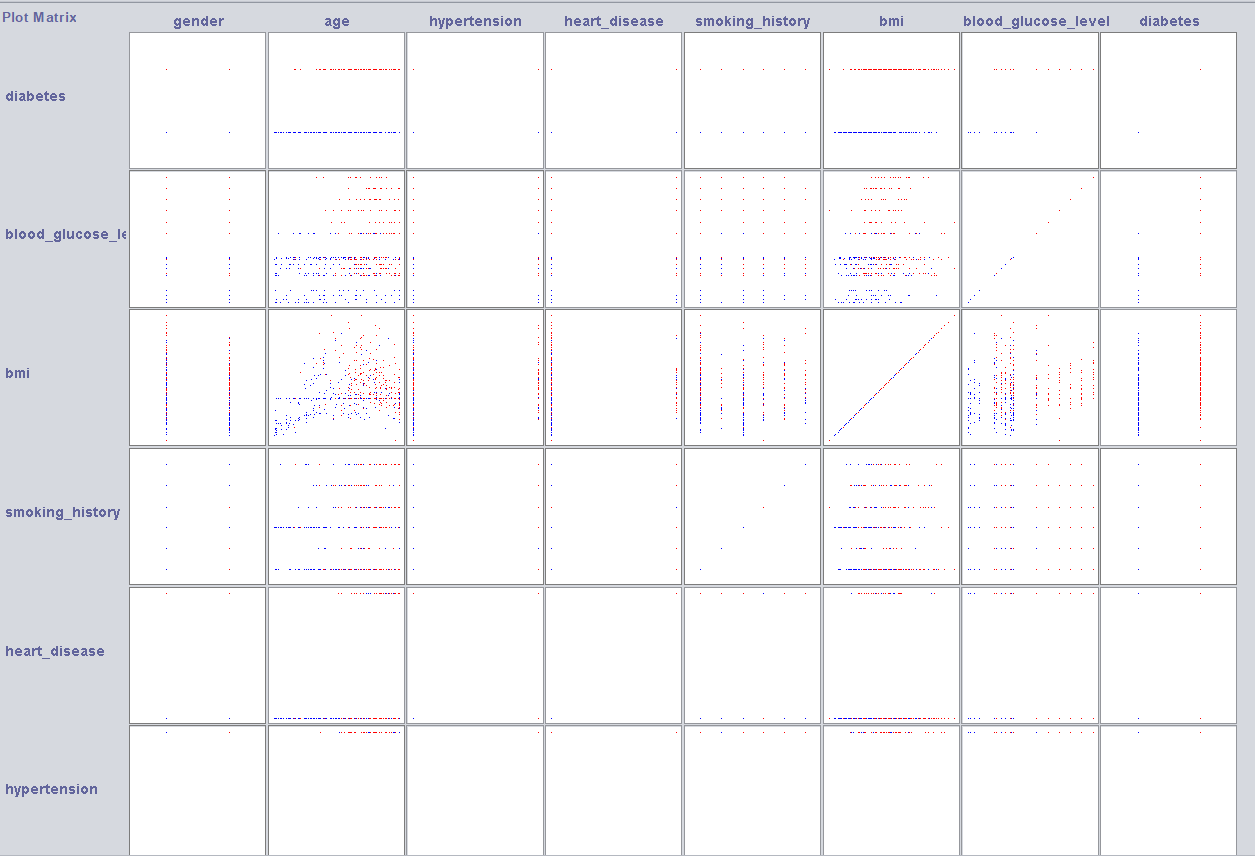 Plot Matrix
gender age hypertension heart_disease smoking_history bmi blood_glucose_level diabetes
diabetes
blood_glucose_le
bmi
smoking_history
heart_disease
hypertension